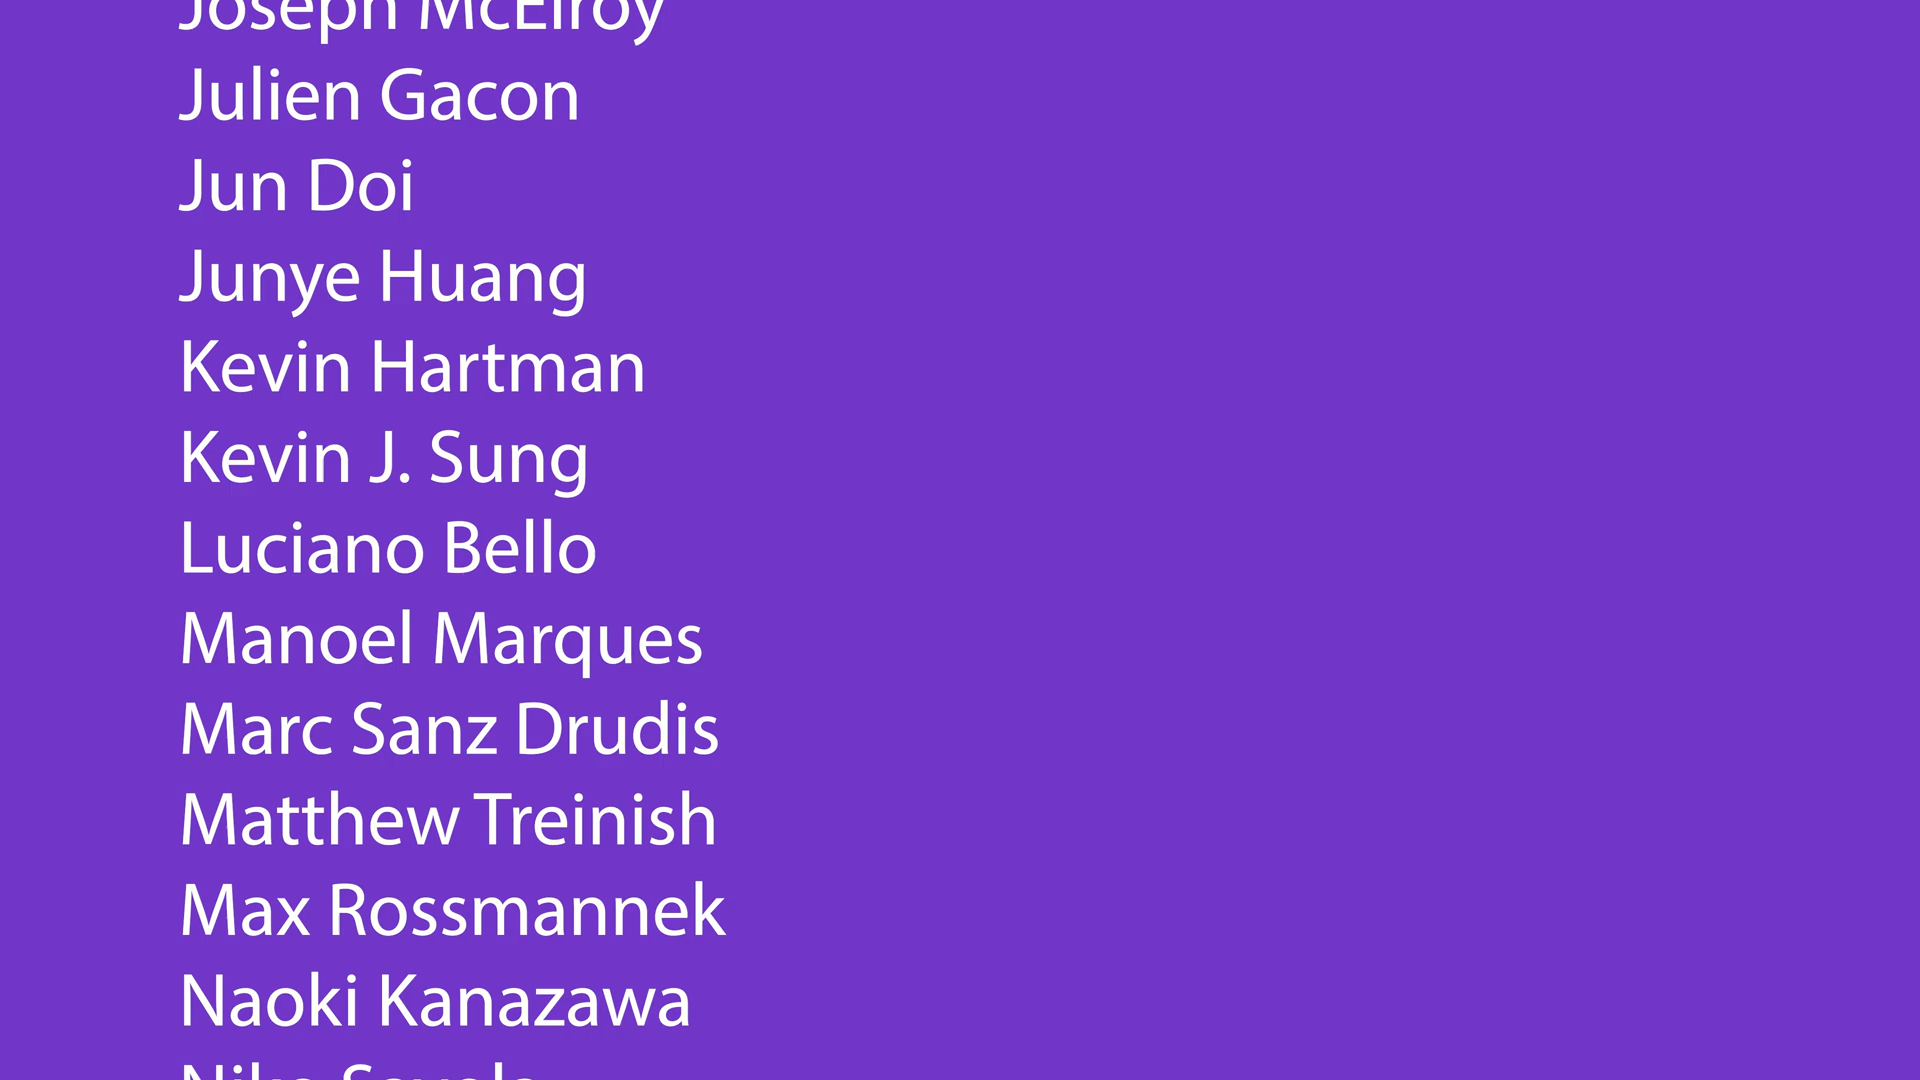 Joseph McElroy
Julien Gacon
Jun Doi
Junye Huang
Kevin Hartman
Kevin J. Sung
Luciano Bello
Manoel Marques
Marc Sanz Drudis
Matthew Treinish
Max Rossmannek
Naoki Kanazawa